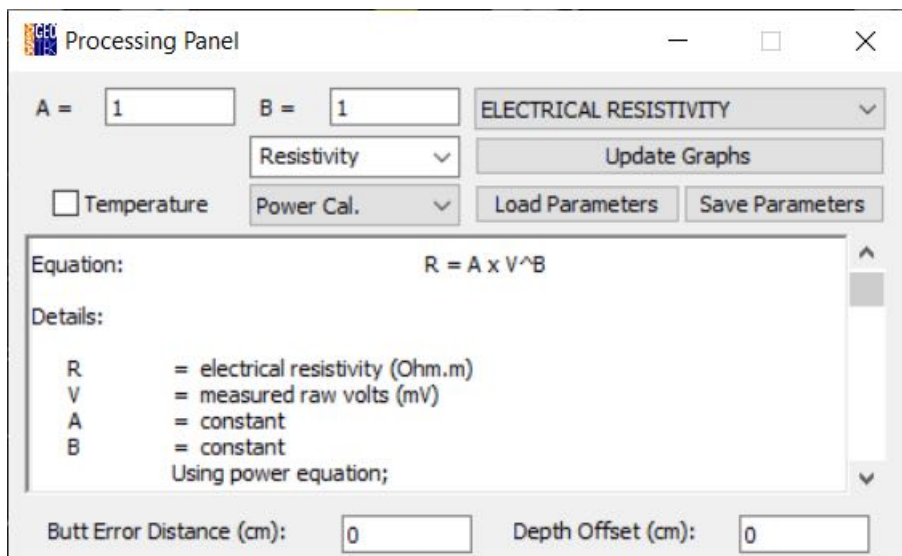 GEO
TEK
Processing Panel
A = 1 B = 1 ELECTRICAL RESISTIVITY
Resistivity Update Graphs
Temperature Power Cal. Load Parameters Save Parameters
Equation: R = A x V^B
Details:
R = electrical resistivity (Ohm.m)
V = measured raw volts (mV)
A = constant
B = constant
Using power equation;
Butt Error Distance (cm): 0 Depth Offset (cm): 0